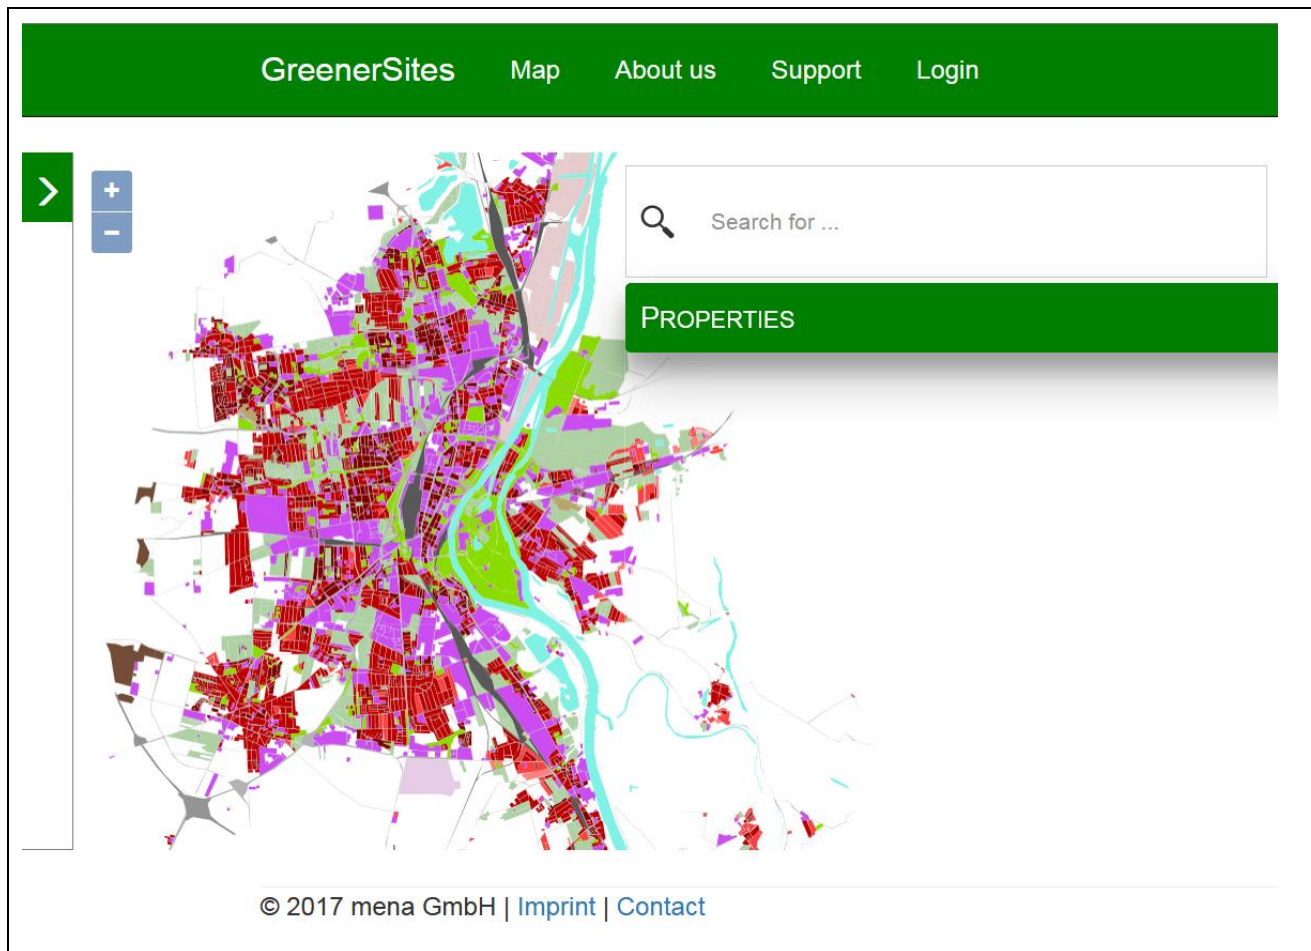 GreenerSites Map About us Support Login
+
−
Search for ...
PROPERTIES
© 2017 mena GmbH | Imprint | Contact